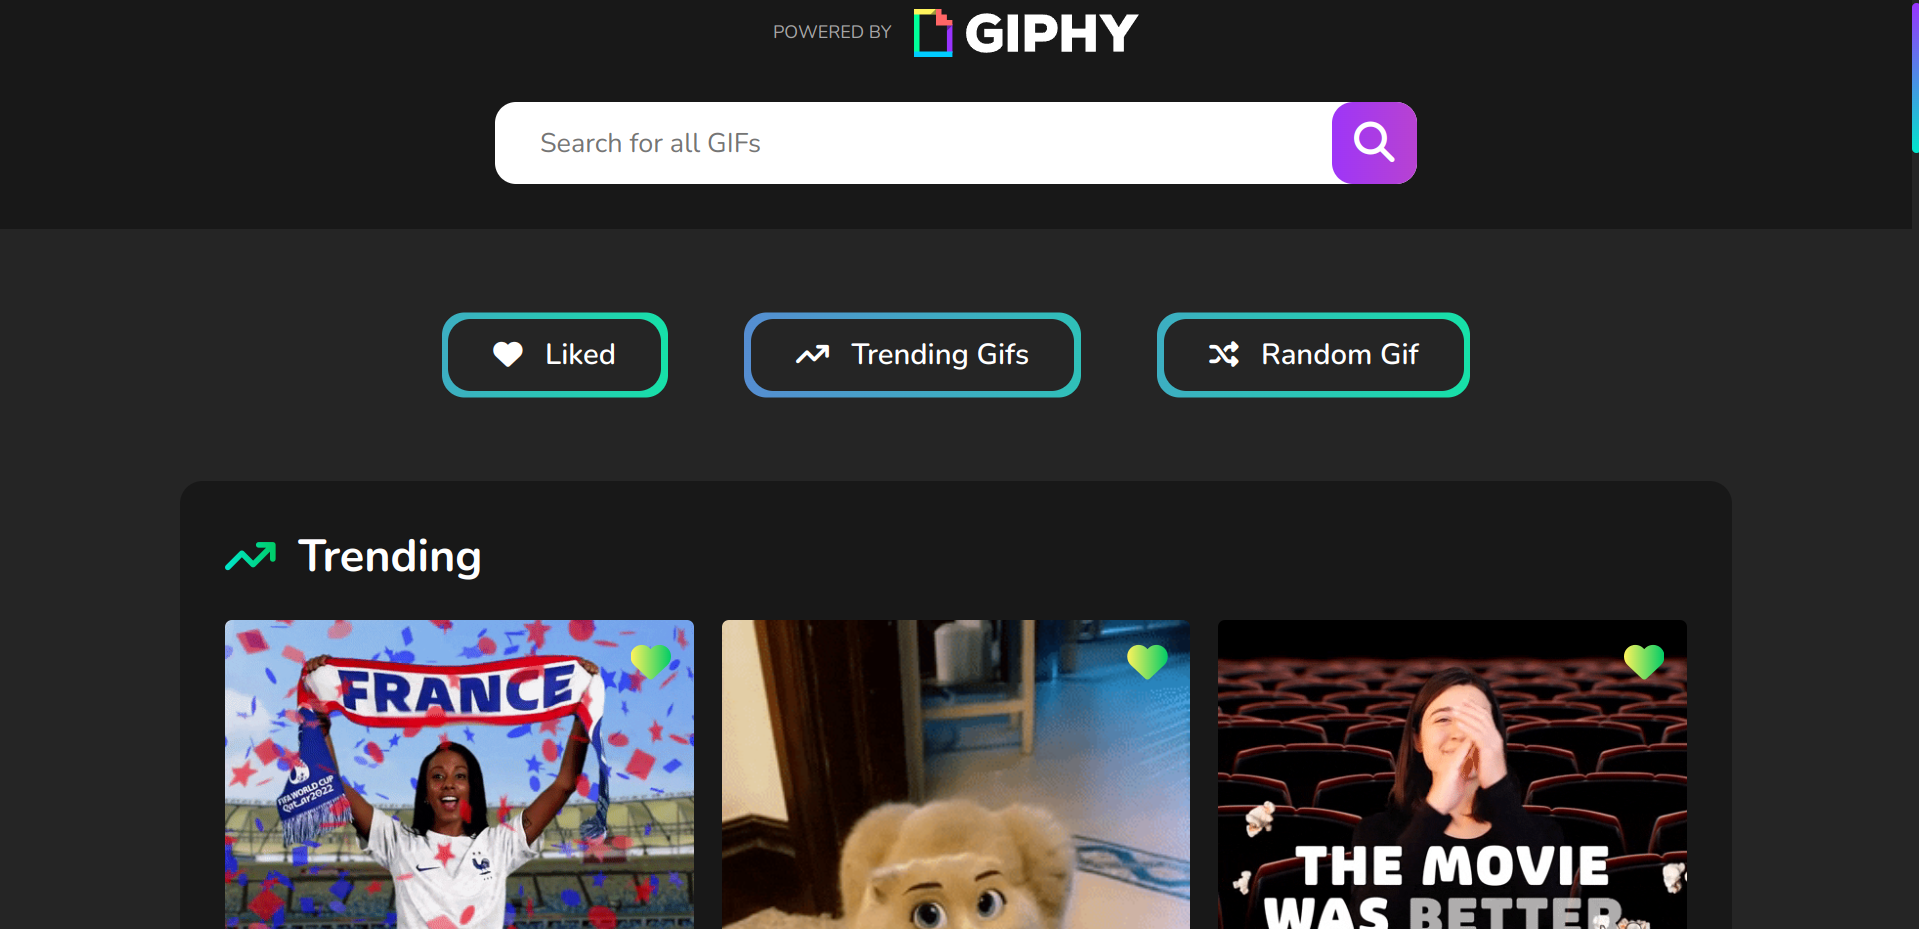 POWERED BY GIPHY
Search for all GIFs
Liked
Trending Gifs
Random Gif
Trending
FRANCE
FIFA WORLD CUP
Qatar2022
THE MOVIE
WAS BETTER